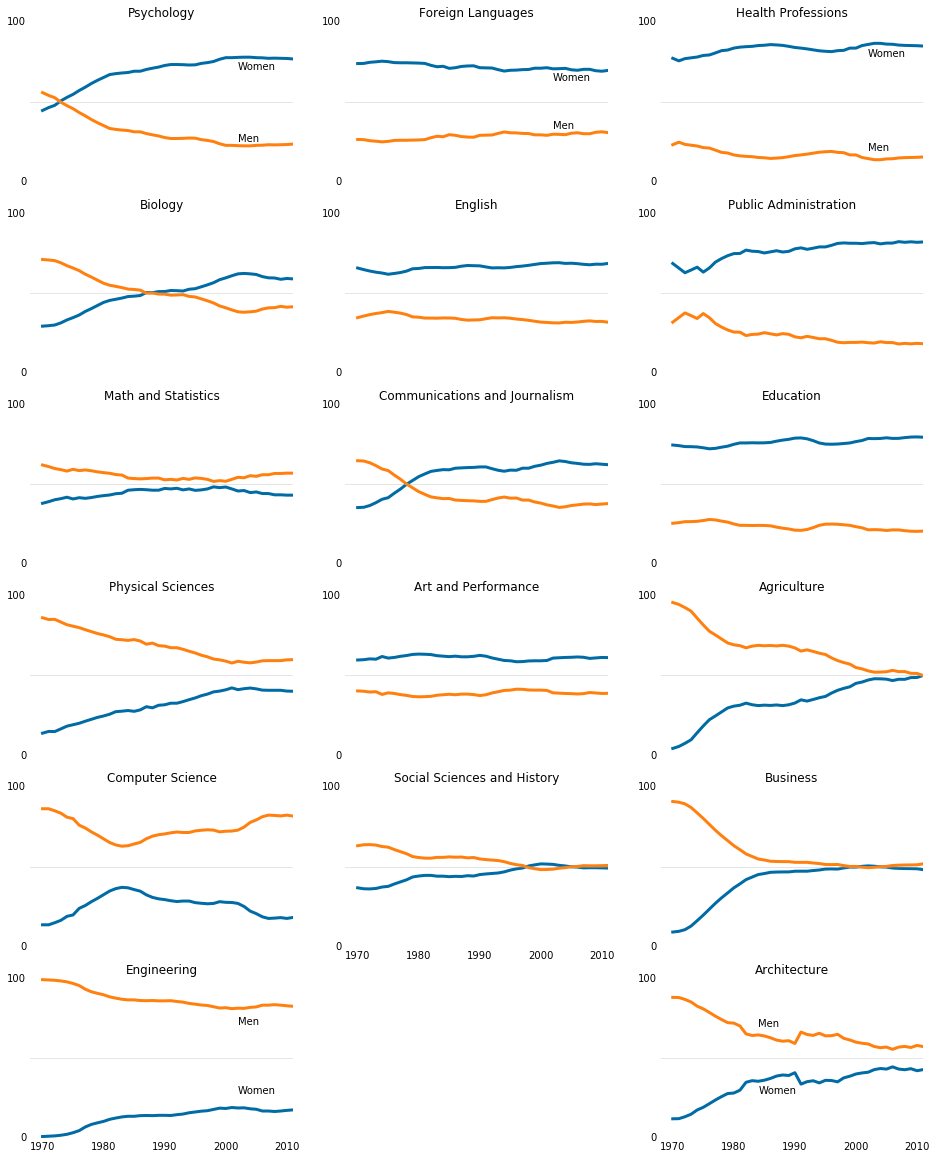 Psychology Foreign Languages Health Professions
100 100 100
Women Women Women
Men Men Men
0 0 0
Biology English Public Administration
100 100 100
0 0 0
Math and Statistics Communications and Journalism Education
100 100 100
0 0 0
Physical Sciences Art and Performance Agriculture
100 100 100
0 0 0
Computer Science Social Sciences and History Business
100 100 100
0 0 0
1970 1980 1990 2000 2010
Engineering Architecture
100 100
Men Men
Women Women
0 0
1970 1980 1990 2000 2010 1970 1980 1990 2000 2010